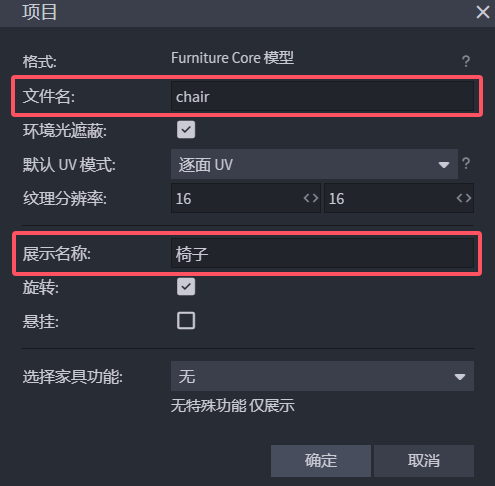 项目
格式: Furniture Core 模型 ?
文件名: chair
环境光遮蔽:
默认 UV 模式: 逐面 UV ?
纹理分辨率: 16 <> 16 <>
展示名称: 椅子
旋转:
悬挂:
选择家具功能: 无
无特殊功能 仅展示
确定 取消